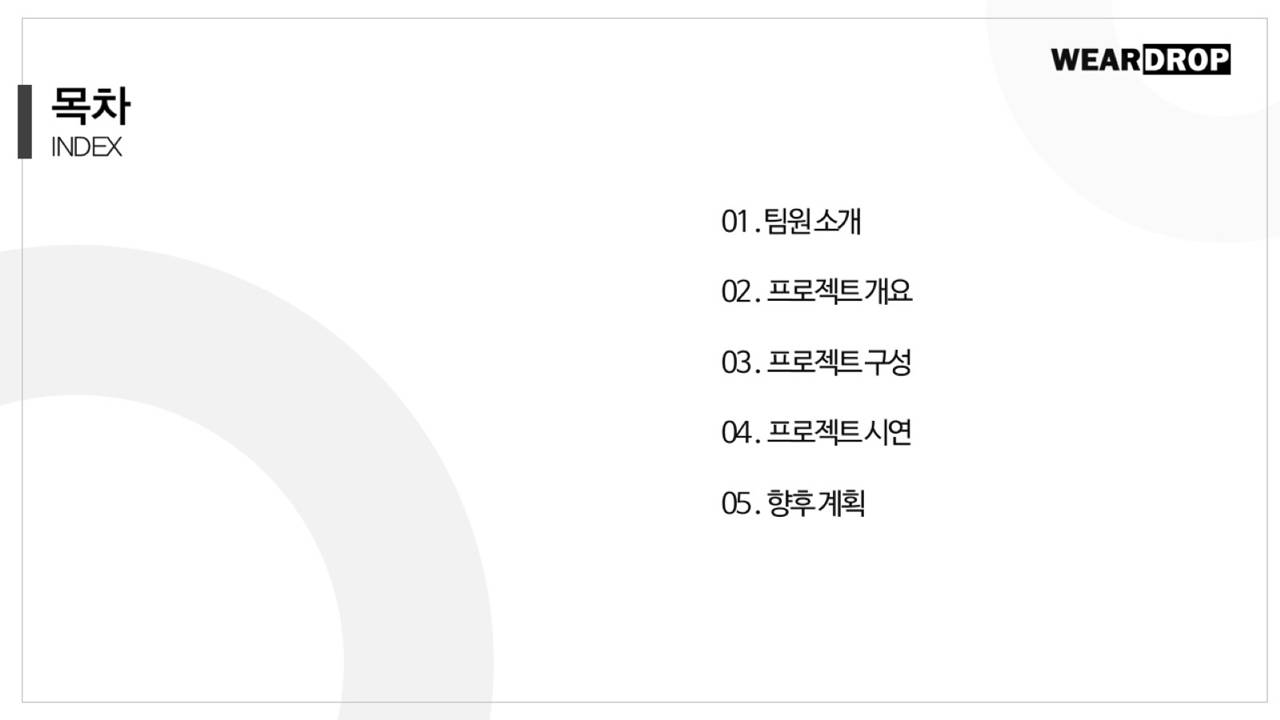 WEARDROP
목차
INDEX
01. 팀원 소개
02. 프로젝트 개요
03. 프로젝트 구성
04. 프로젝트 시연
05. 향후 계획